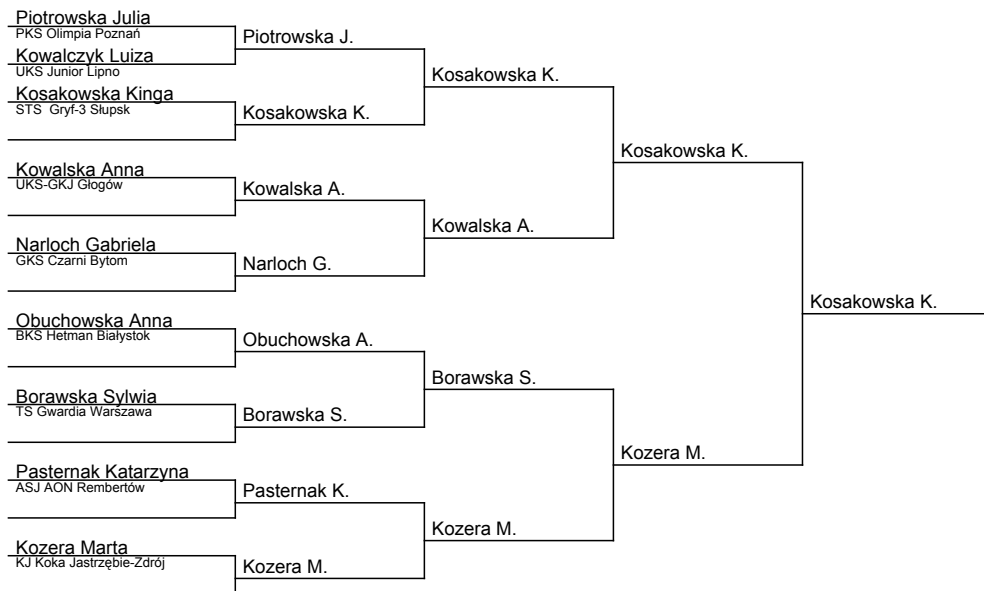 Piotrowska Julia
PKS Olimpia Poznań
Kowalczyk Luiza
UKS Junior Lipno
Kosakowska Kinga
STS Gryf-3 Słupsk
Kowalska Anna
UKS-GKJ Głogów
Narloch Gabriela
GKS Czarni Bytom
Obuchowska Anna
BKS Hetman Białystok
Borawska Sylwia
TS Gwardia Warszawa
Pasternak Katarzyna
ASJ AON Rembertów
Kozera Marta
KJ Koka Jastrzębie-Zdrój
Piotrowska J.
Kosakowska K.
Kowalska A.
Narloch G.
Obuchowska A.
Borawska S.
Pasternak K.
Kozera M.
Kosakowska K.
Kowalska A.
Borawska S.
Kozera M.
Kosakowska K.
Kozera M.
Kosakowska K.